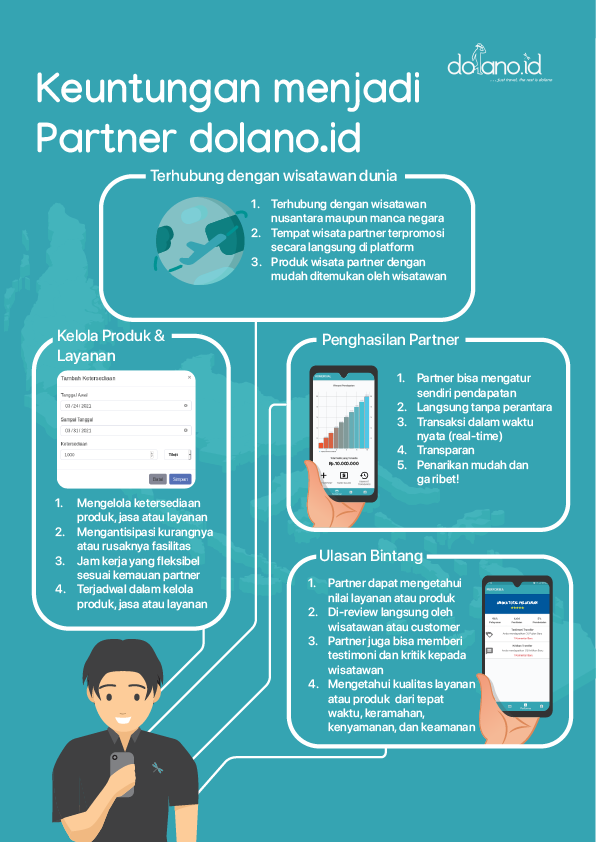 dolano.id
... just travel, the rest is dolano
Keuntungan menjadi
Partner dolano.id
Terhubung dengan wisatawan dunia
1. Terhubung dengan wisatawan
nusantara maupun manca negara
2. Tempat wisata partner terpromosi
secara langsung di platform
3. Produk wisata partner dengan
mudah ditemukan oleh wisatawan
Kelola Produk &
Layanan
Tambah Ketersediaan
Tanggal Awal
03/24/2021
Sampai Tanggal
03/31/2021
Ketersediaan
1000
Batal
Simpan
1. Mengelola ketersediaan
produk, jasa atau layanan
2. Mengantisipasi kurangnya
atau rusaknya fasilitas
3. Jam kerja yang fleksibel
sesuai kemauan partner
4. Terjadwal dalam kelola
produk, jasa atau layanan
Penghasilan Partner
Rp.10.000.000
1. Partner bisa mengatur
sendiri pendapatan
2. Langsung tanpa perantara
3. Transaksi dalam waktu
nyata (real-time)
4. Transparan
5. Penarikan mudah dan
ga ribet!
Ulasan Bintang
1. Partner dapat mengetahui
nilai layanan atau produk
2. Di-review langsung oleh
wisatawan atau customer
3. Partner juga bisa memberi
testimoni dan kritik kepada
wisatawan
4. Mengetahui kualitas layanan
atau produk dari tepat
waktu, keramahan,
kenyamanan, dan keamanan